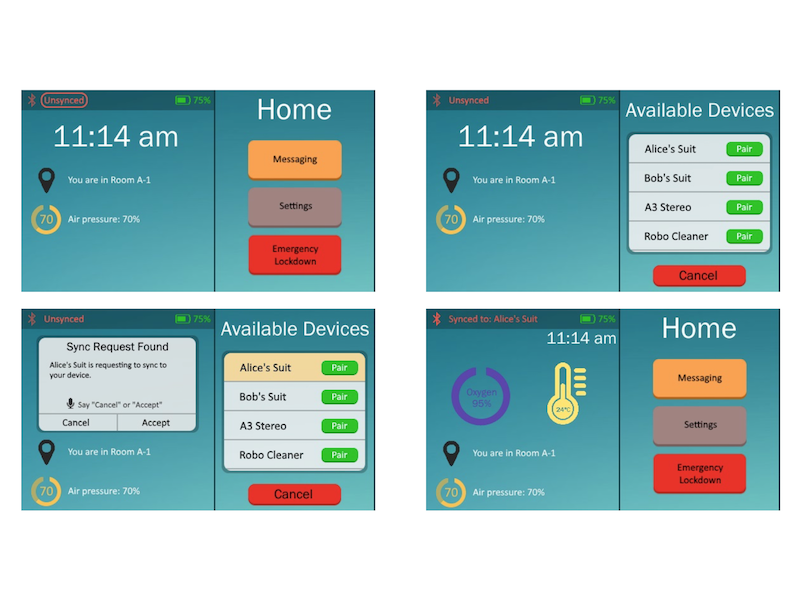 Unsynced
75%
11:14 am
You are in Room A-1
70
Air pressure: 70%
Home
Messaging
Settings
Emergency
Lockdown
Unsynced
75%
11:14 am
You are in Room A-1
70
Air pressure: 70%
Available Devices
Alice's Suit
Pair
Bob's Suit
Pair
A3 Stereo
Pair
Robo Cleaner
Pair
Cancel
Unsynced
75%
Sync Request Found
Alice's Suit is requesting to sync to
your device.
Say "Cancel" or "Accept"
Cancel
Accept
You are in Room A-1
70
Air pressure: 70%
Available Devices
Alice's Suit
Pair
Bob's Suit
Pair
A3 Stereo
Pair
Robo Cleaner
Pair
Cancel
Synced to: Alice's Suit
75%
11:14 am
Oxygen
95%
24°C
You are in Room A-1
70
Air pressure: 70%
Home
Messaging
Settings
Emergency
Lockdown